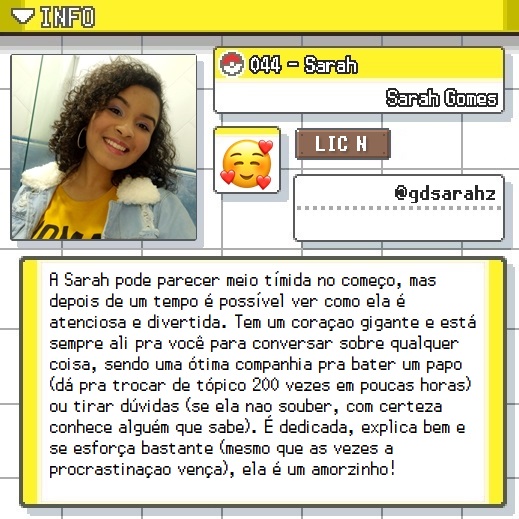 INFO
044 - Sarah
Sarah Gomes
LIC N
@gdsarahz
A Sarah pode parecer meio tímida no começo, mas
depois de um tempo é possível ver como ela é
atenciosa e divertida. Tem um coraçao gigante e está
sempre ali pra você para conversar sobre qualquer
coisa, sendo uma ótima companhia pra bater um papo
(dá pra trocar de tópico 200 vezes em poucas horas)
ou tirar dúvidas (se ela nao souber, com certeza
conhece alguém que sabe). É dedicada, explica bem e
se esforça bastante (mesmo que as vezes a
procrastinaçao vença), ela é um amorzinho!